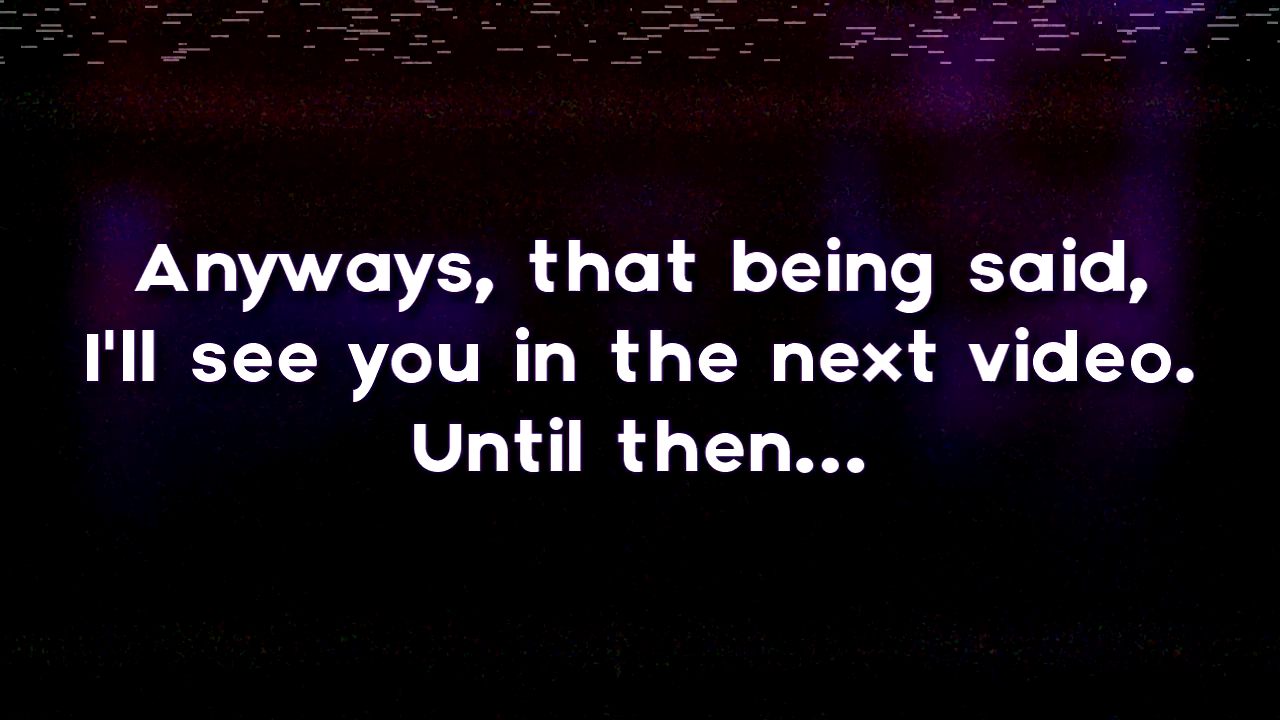 Anyways, that being said,
I'll see you in the next video.
Until then...